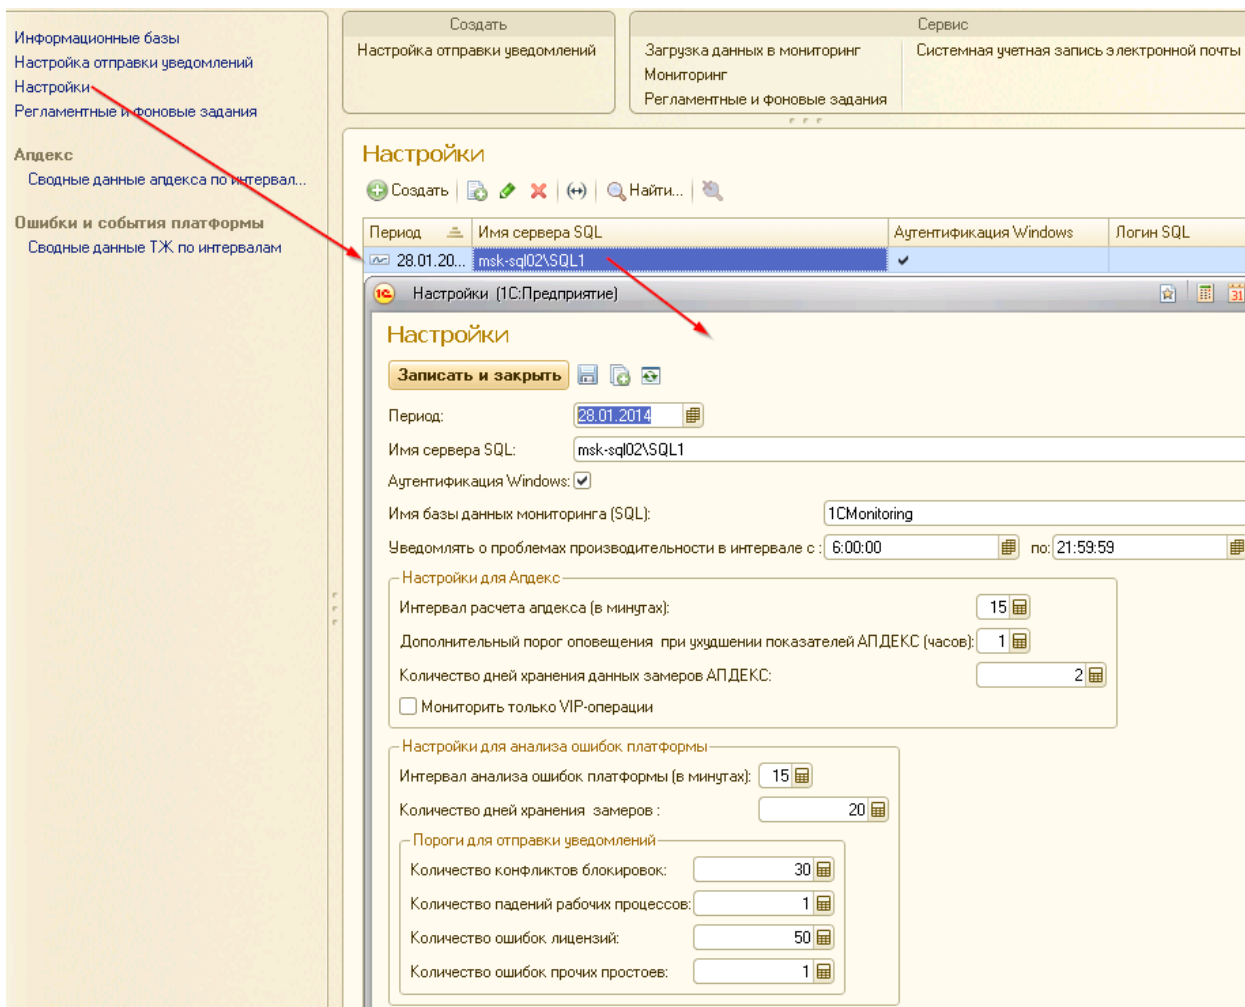 Информационные базы
Настройка отправки уведомлений
Настройки
Регламентные и фоновые задания
Апдекс
Сводные данные апдекса по интервал...
Ошибки и события платформы
Сводные данные ТЖ по интервалам
Создать
Настройка отправки уведомлений
Сервис
Загрузка данных в мониторинг
Системная учетная запись электронной почты
Мониторинг
Регламентные и фоновые задания
Настройки
Создать Найти...
Период Имя сервера SQL Аутентификация Windows Логин SQL
28.01.20... msk-sql02\SQL1
1С Настройки (1С:Предприятие) 31
Настройки
Записать и закрыть
Период: 28.01.2014
Имя сервера SQL: msk-sql02\SQL1
Аутентификация Windows:
Имя базы данных мониторинга (SQL): 1CMonitoring
Уведомлять о проблемах производительности в интервале с : 6:00:00 по: 21:59:59
Настройки для Апдекс
Интервал расчета апдекса (в минутах): 15
Дополнительный порог оповещения при ухудшении показателей АПДЕКС (часов): 1
Количество дней хранения данных замеров АПДЕКС: 2
Мониторить только VIP-операции
Настройки для анализа ошибок платформы
Интервал анализа ошибок платформы (в минутах): 15
Количество дней хранения замеров : 20
Пороги для отправки уведомлений
Количество конфликтов блокировок: 30
Количество падений рабочих процессов: 1
Количество ошибок лицензий: 50
Количество ошибок прочих простоев: 1